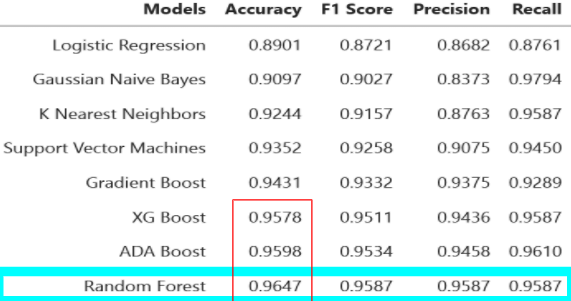 Models Accuracy F1 Score Precision Recall
Logistic Regression 0.8901 0.8721 0.8682 0.8761
Gaussian Naive Bayes 0.9097 0.9027 0.8373 0.9794
K Nearest Neighbors 0.9244 0.9157 0.8763 0.9587
Support Vector Machines 0.9352 0.9258 0.9075 0.9450
Gradient Boost 0.9431 0.9332 0.9375 0.9289
XG Boost 0.9578 0.9511 0.9436 0.9587
ADA Boost 0.9598 0.9534 0.9458 0.9610
Random Forest 0.9647 0.9587 0.9587 0.9587